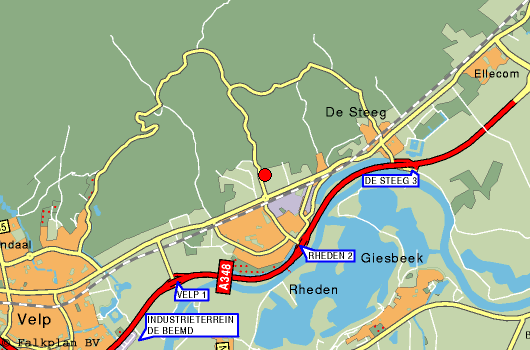 Ellecom
De Steeg
DE STEEG 3
ndaal
RHEDEN 2
Giesbeek
A348
VELP 1
Rheden
INDUSTRIETERREIN
DE BEEMD
Velp
© Falkplan BV